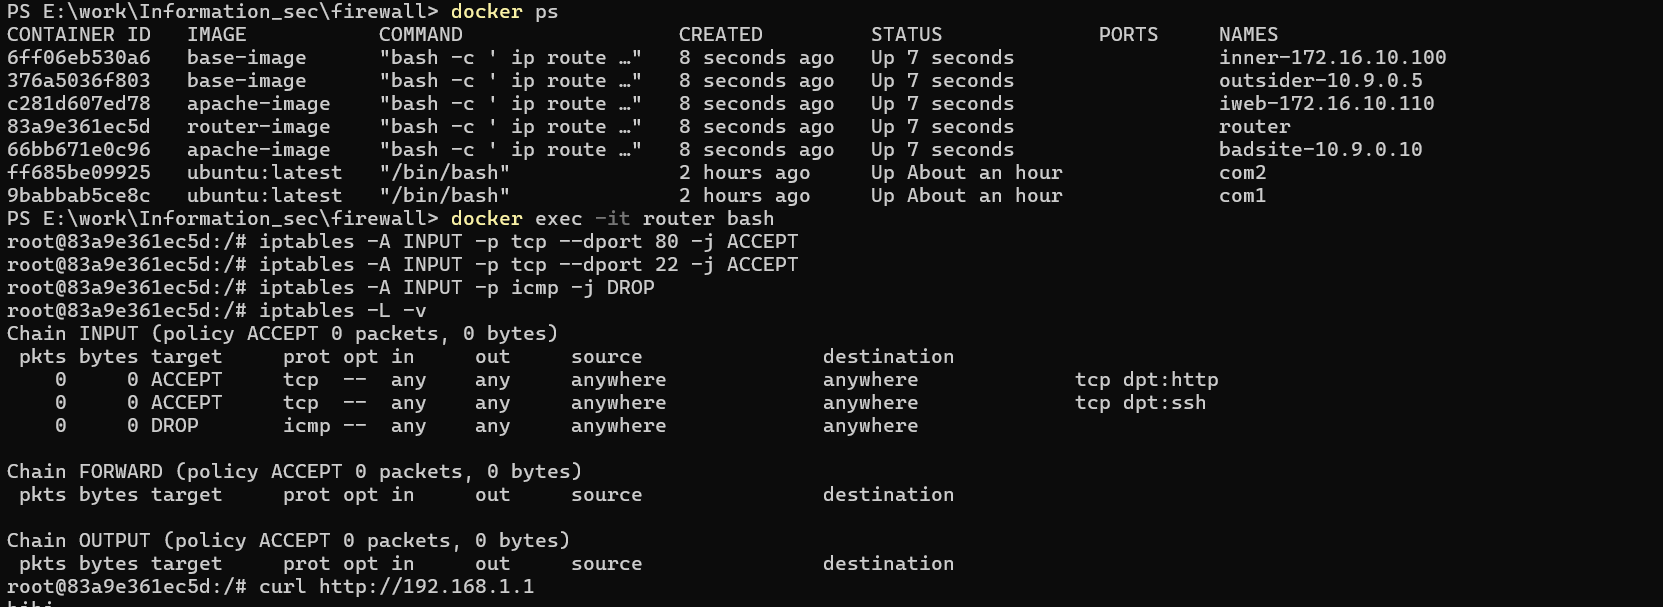 PS E:\work\Information_sec\firewall> docker ps
CONTAINER ID   IMAGE           COMMAND                  CREATED         STATUS             PORTS     NAMES
6ff06eb530a6   base-image      "bash -c ' ip route …"   8 seconds ago   Up 7 seconds                 inner-172.16.10.100
376a5036f803   base-image      "bash -c ' ip route …"   8 seconds ago   Up 7 seconds                 outsider-10.9.0.5
c281d607ed78   apache-image    "bash -c ' ip route …"   8 seconds ago   Up 7 seconds                 iweb-172.16.10.110
83a9e361ec5d   router-image    "bash -c ' ip route …"   8 seconds ago   Up 7 seconds                 router
66bb671e0c96   apache-image    "bash -c ' ip route …"   8 seconds ago   Up 7 seconds                 badsite-10.9.0.10
ff685be09925   ubuntu:latest   "/bin/bash"              2 hours ago     Up About an hour             com2
9babbab5ce8c   ubuntu:latest   "/bin/bash"              2 hours ago     Up About an hour             com1
PS E:\work\Information_sec\firewall> docker exec -it router bash
root@83a9e361ec5d:/# iptables -A INPUT -p tcp --dport 80 -j ACCEPT
root@83a9e361ec5d:/# iptables -A INPUT -p tcp --dport 22 -j ACCEPT
root@83a9e361ec5d:/# iptables -A INPUT -p icmp -j DROP
root@83a9e361ec5d:/# iptables -L -v
Chain INPUT (policy ACCEPT 0 packets, 0 bytes)
 pkts bytes target     prot opt in     out     source               destination
    0     0 ACCEPT     tcp  --  any    any     anywhere             anywhere             tcp dpt:http
    0     0 ACCEPT     tcp  --  any    any     anywhere             anywhere             tcp dpt:ssh
    0     0 DROP       icmp --  any    any     anywhere             anywhere

Chain FORWARD (policy ACCEPT 0 packets, 0 bytes)
 pkts bytes target     prot opt in     out     source               destination

Chain OUTPUT (policy ACCEPT 0 packets, 0 bytes)
 pkts bytes target     prot opt in     out     source               destination
root@83a9e361ec5d:/# curl http://192.168.1.1